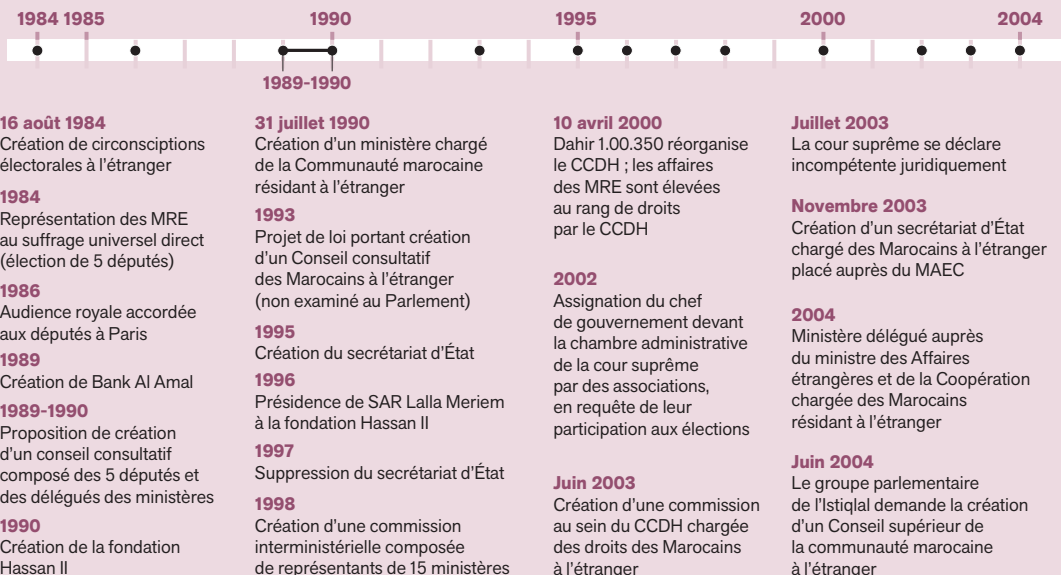 1984 1985
1990
1995
2000
2004
1989-1990
16 août 1984
Création de circonsciptions
électorales à l'étranger
1984
Représentation des MRE
au suffrage universel direct
(élection de 5 députés)
1986
Audience royale accordée
aux députés à Paris
1989
Création de Bank Al Amal
1989-1990
Proposition de création
d'un conseil consultatif
composé des 5 députés et
des délégués des ministères
1990
Création de la fondation
Hassan II
31 juillet 1990
Création d'un ministère chargé
de la Communauté marocaine
résidant à l'étranger
1993
Projet de loi portant création
d'un Conseil consultatif
des Marocains à l'étranger
(non examiné au Parlement)
1995
Création du secrétariat d'État
1996
Présidence de SAR Lalla Meriem
à la fondation Hassan II
1997
Suppression du secrétariat d'État
1998
Création d'une commission
interministérielle composée
de représentants de 15 ministères
10 avril 2000
Dahir 1.00.350 réorganise
le CCDH ; les affaires
des MRE sont élevées
au rang de droits
par le CCDH
2002
Assignation du chef
de gouvernement devant
la chambre administrative
de la cour suprême
par des associations,
en requête de leur
participation aux élections
Juin 2003
Création d'une commission
au sein du CCDH chargée
des droits des Marocains
à l'étranger
Juillet 2003
La cour suprême se déclare
incompétente juridiquement
Novembre 2003
Création d'un secrétariat d'État
chargé des Marocains à l'étranger
placé auprès du MAEC
2004
Ministère délégué auprès
du ministre des Affaires
étrangères et de la Coopération
chargée des Marocains
résidant à l'étranger
Juin 2004
Le groupe parlementaire
de l'Istiqlal demande la création
d'un Conseil supérieur de
la communauté marocaine
à l'étranger